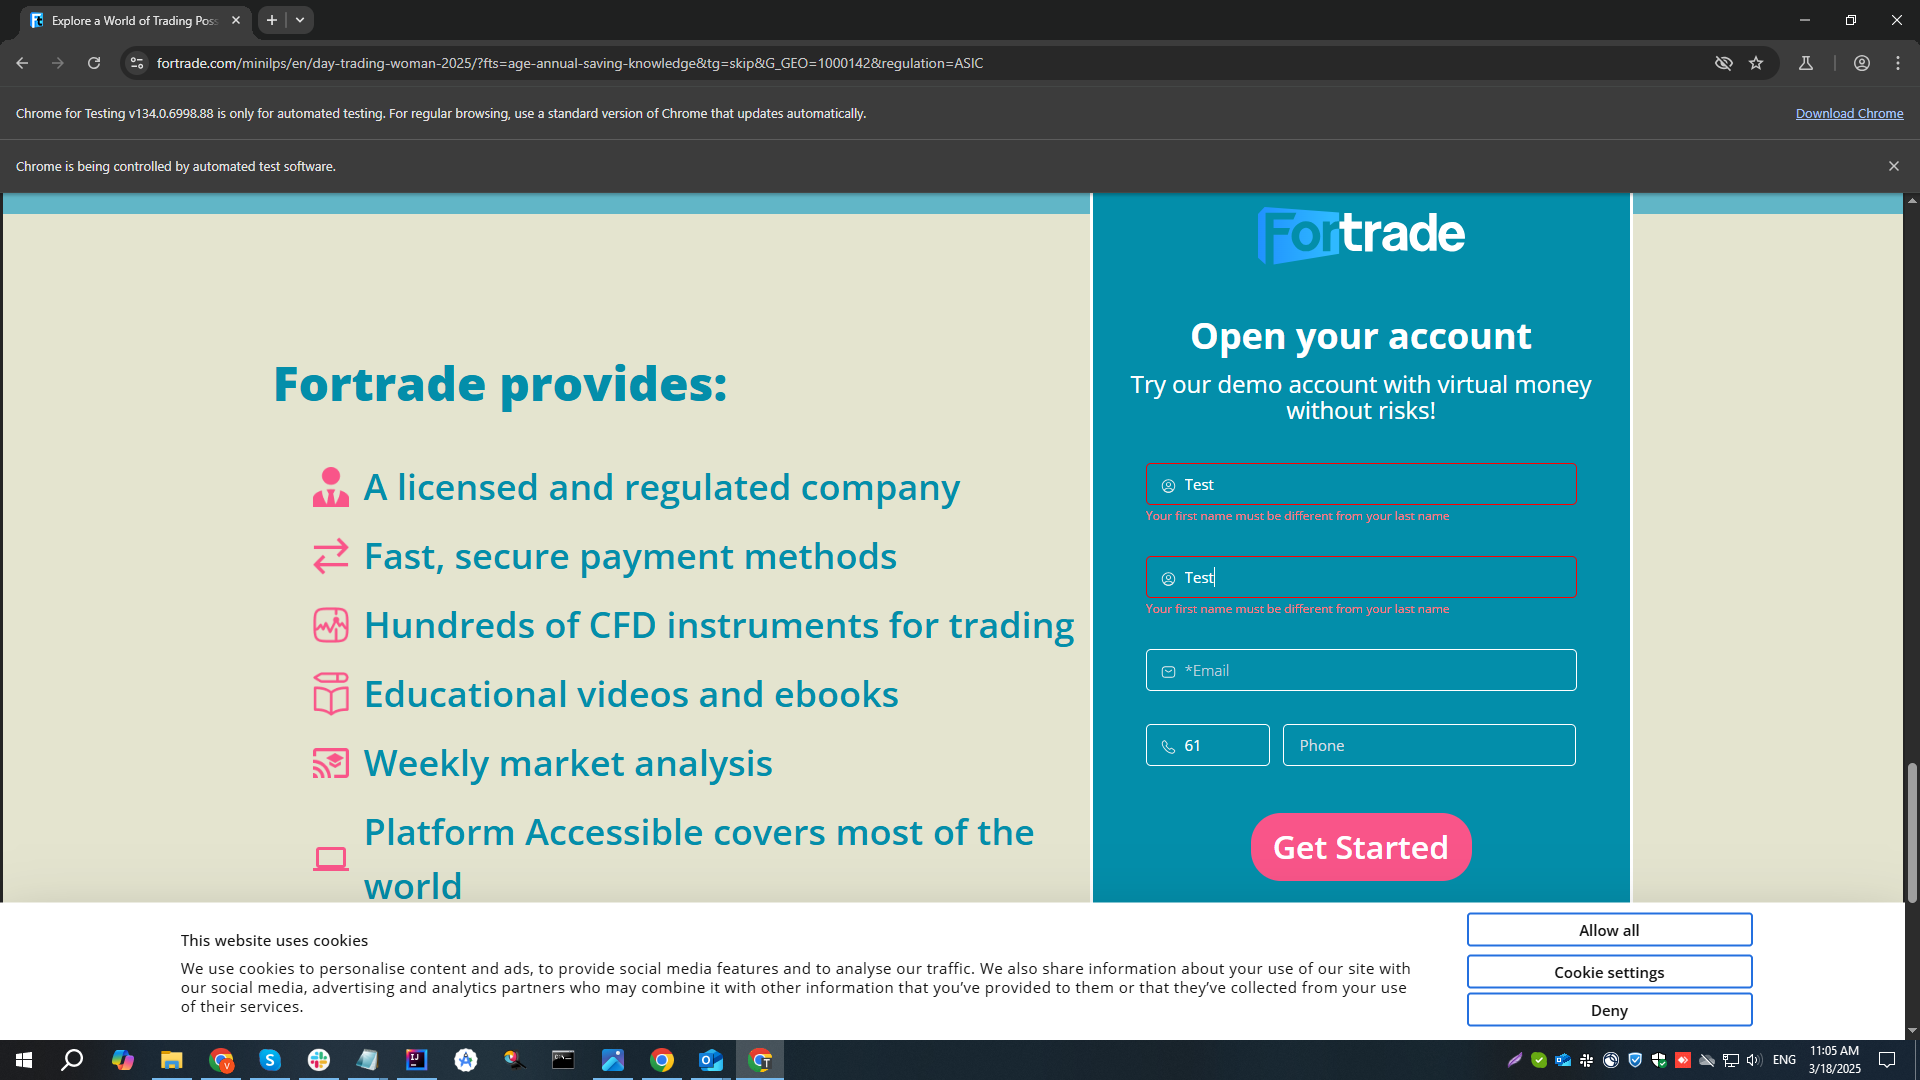 Explore a World of Trading Poss
fortrade.com/minilps/en/day-trading-woman-2025/?fts=age-annual-saving-knowledge&tg=skip&G_GEO=1000142&regulation=ASIC
Chrome for Testing v134.0.6998.88 is only for automated testing. For regular browsing, use a standard version of Chrome that updates automatically.
Download Chrome
Chrome is being controlled by automated test software.
Fortrade
Open your account
Try our demo account with virtual money
without risks!
Fortrade provides:
A licensed and regulated company
Fast, secure payment methods
Hundreds of CFD instruments for trading
Educational videos and ebooks
Weekly market analysis
Platform Accessible covers most of the
world
Test
Your first name must be different from your last name
Test
Your first name must be different from your last name
*Email
61
Phone
Get Started
This website uses cookies
We use cookies to personalise content and ads, to provide social media features and to analyse our traffic. We also share information about your use of our site with
our social media, advertising and analytics partners who may combine it with other information that you've provided to them or that they've collected from your use
of their services.
Allow all
Cookie settings
Deny
ENG
11:05 AM
3/18/2025